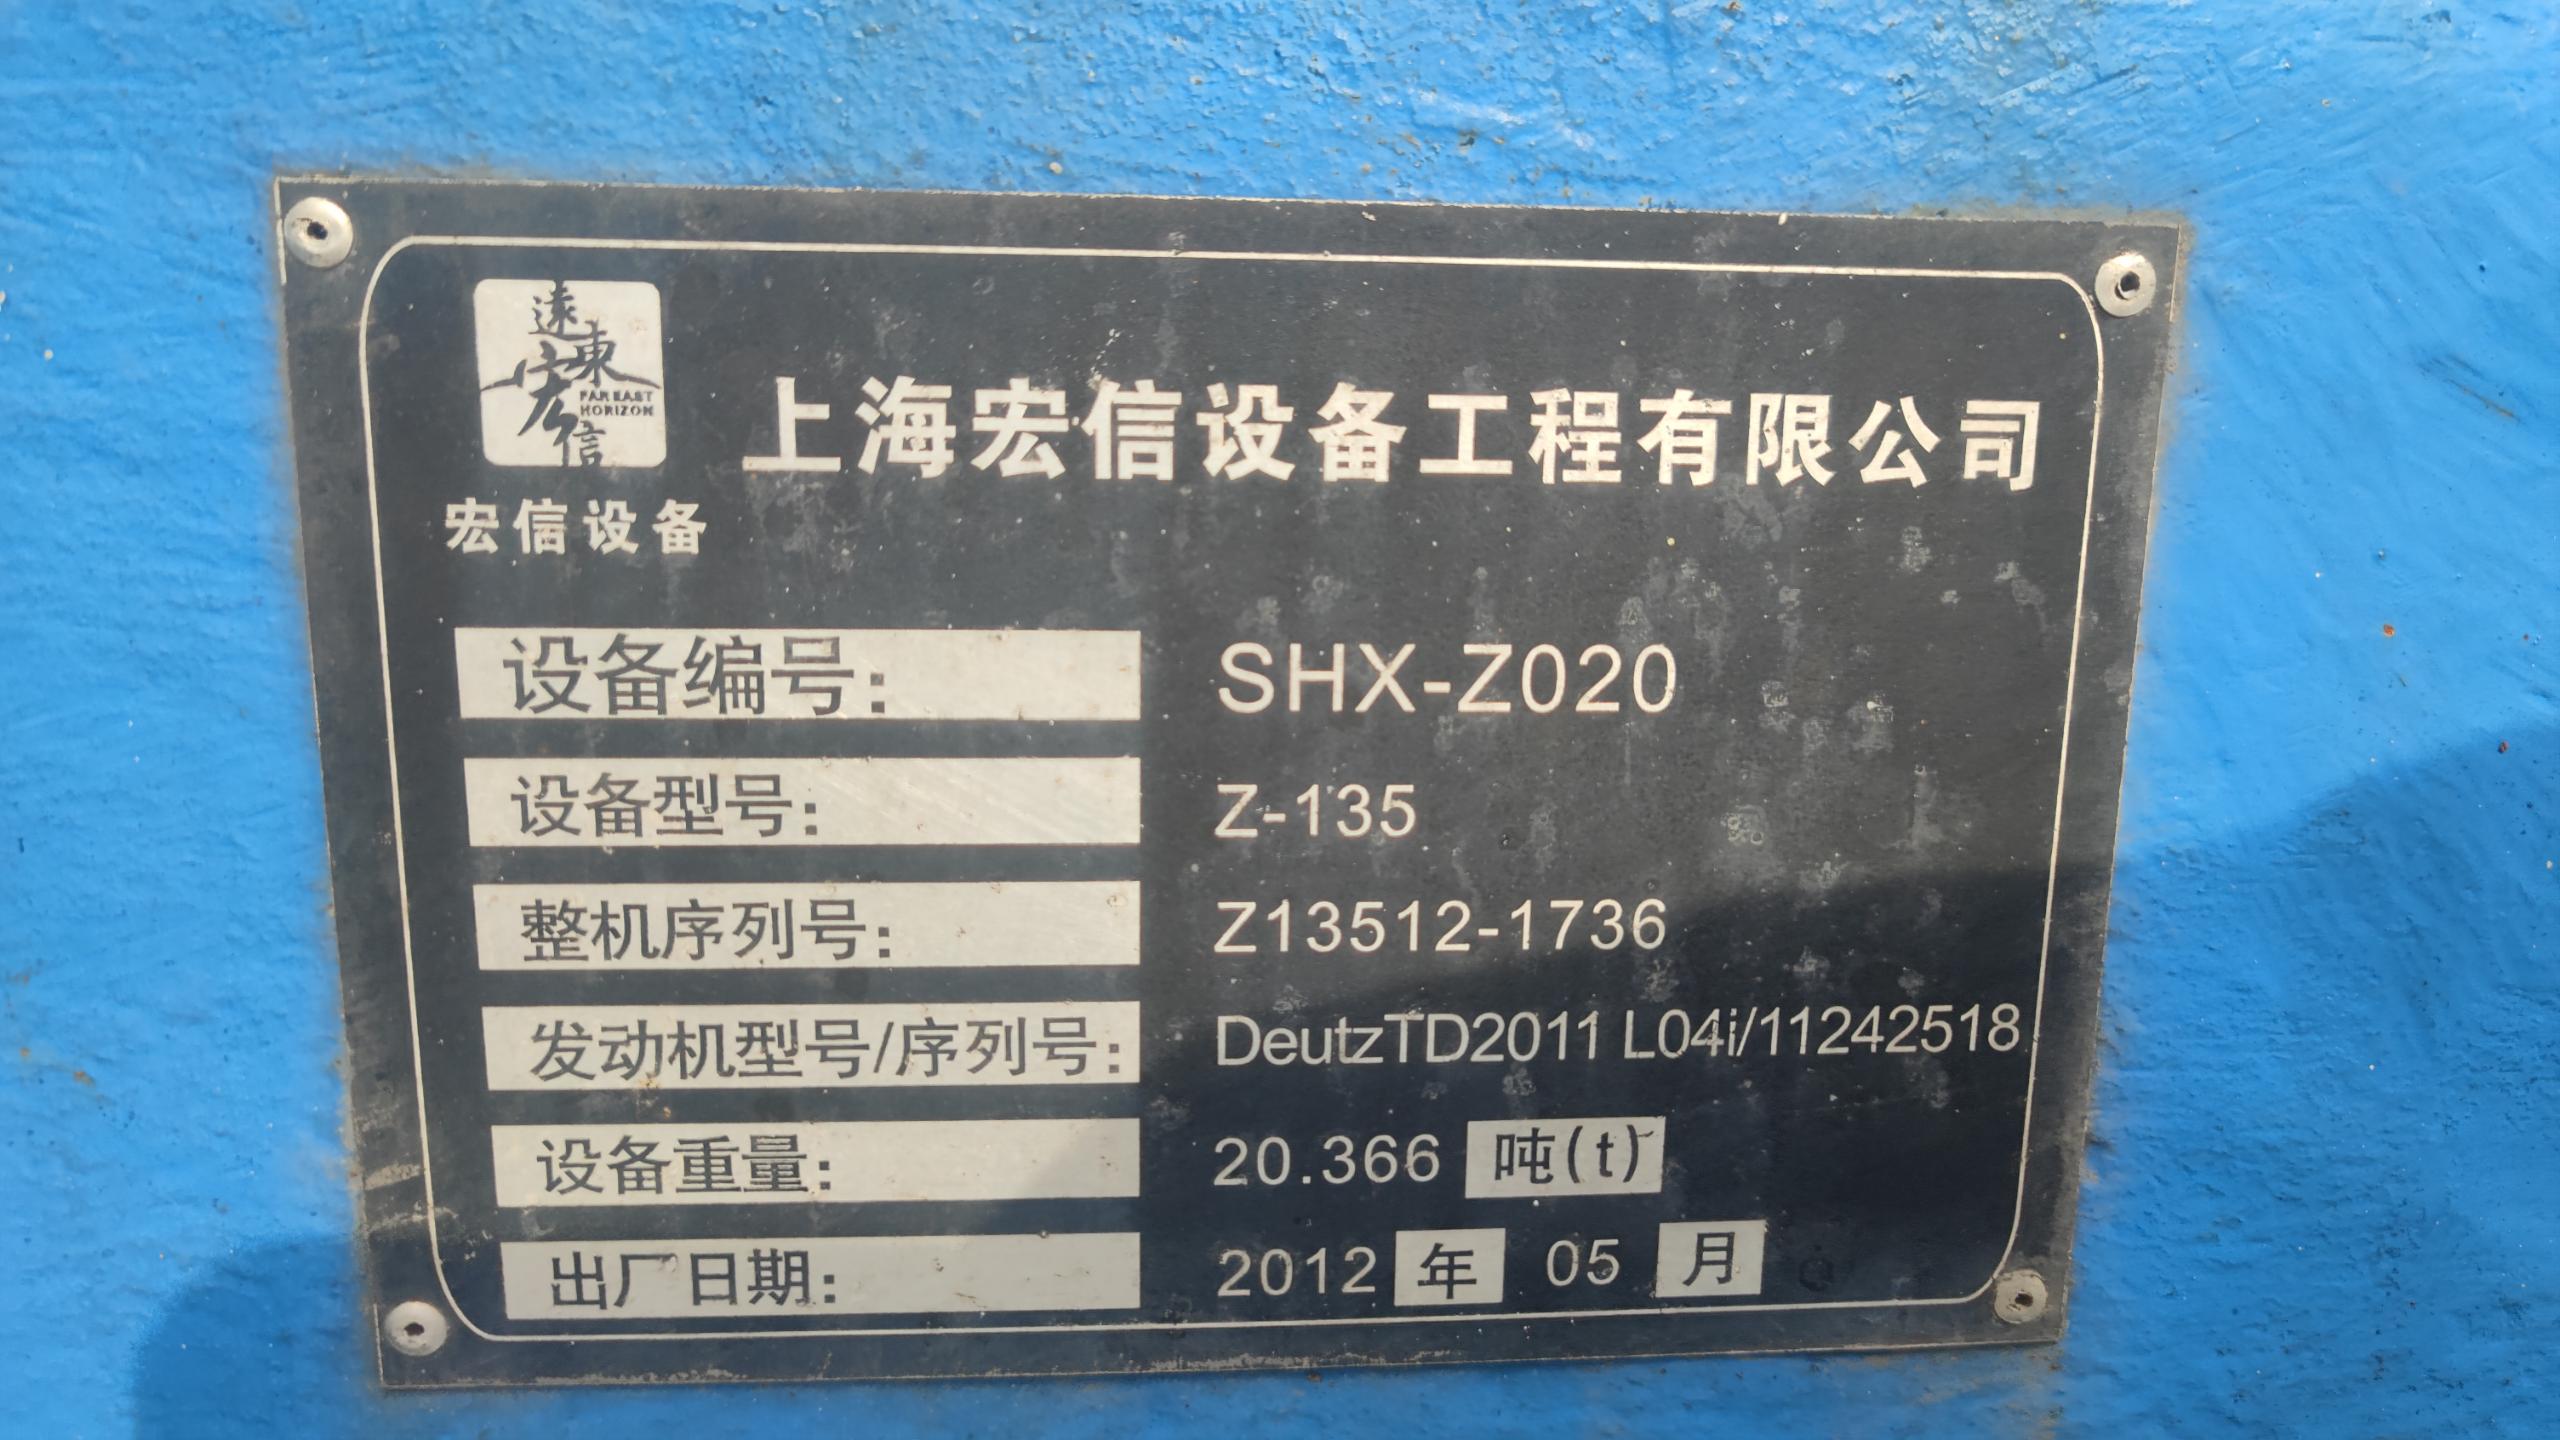 遠東宏信
FAR EAST
HORIZON
宏信设备
上海宏信设备工程有限公司
设备编号: SHX-Z020
设备型号: Z-135
整机序列号: Z13512-1736
发动机型号/序列号: DeutzTD2011 L04i/11242518
设备重量: 20.366 吨(t)
出厂日期: 2012 年 05 月